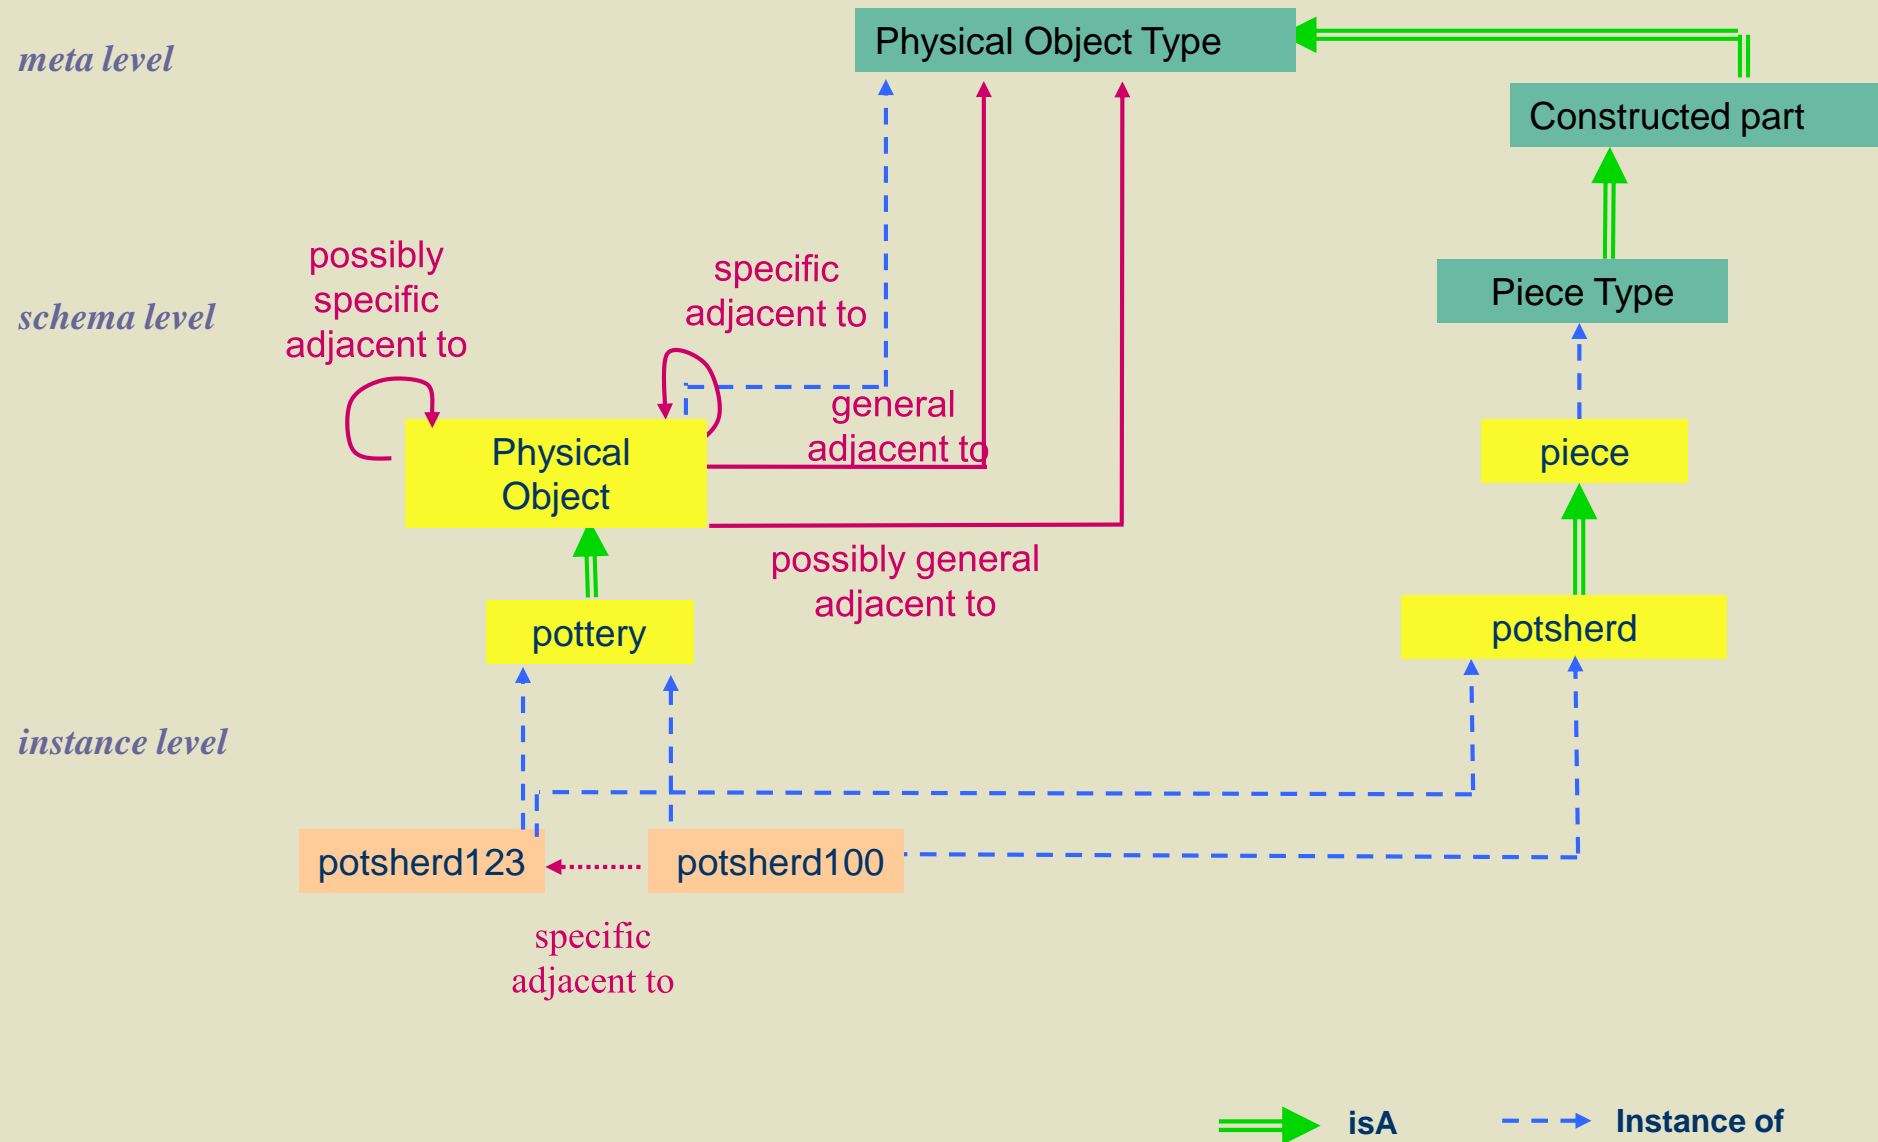 Physical Object Type
meta level
Constructed part
possibly
specific
adjacent to
specific
adjacent to
schema level
Piece Type
general
adjacent to
Physical
Object
piece
possibly general
adjacent to
pottery
potsherd
instance level
potsherd123
potsherd100
specific
adjacent to
isA
Instance of